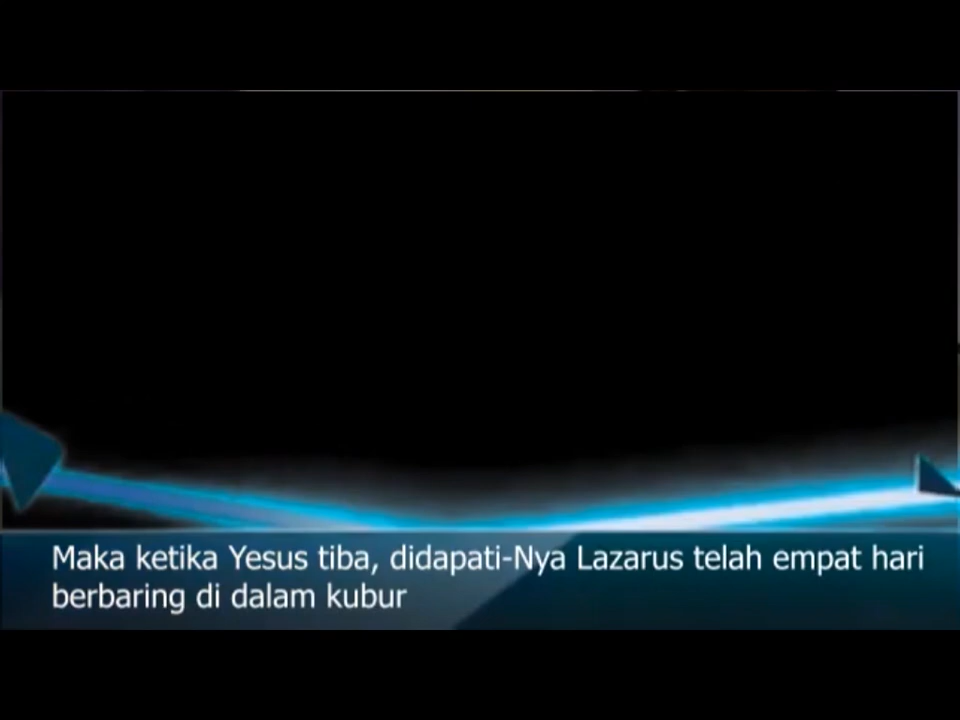 Maka ketika Yesus tiba, didapati-Nya Lazarus telah empat hari
berbaring di dalam kubur